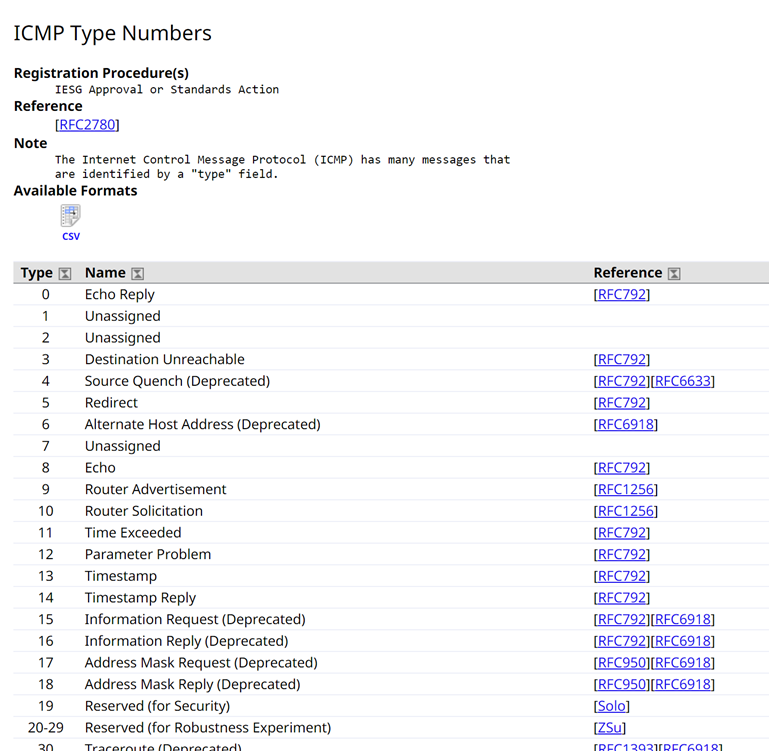 ICMP Type Numbers
Registration Procedure(s)
IESG Approval or Standards Action
Reference
[RFC2780]
Note
The Internet Control Message Protocol (ICMP) has many messages that
are identified by a "type" field.
Available Formats
CSV
Type Name Reference
0 Echo Reply [RFC792]
1 Unassigned
2 Unassigned
3 Destination Unreachable [RFC792]
4 Source Quench (Deprecated) [RFC792][RFC6633]
5 Redirect [RFC792]
6 Alternate Host Address (Deprecated) [RFC6918]
7 Unassigned
8 Echo [RFC792]
9 Router Advertisement [RFC1256]
10 Router Solicitation [RFC1256]
11 Time Exceeded [RFC792]
12 Parameter Problem [RFC792]
13 Timestamp [RFC792]
14 Timestamp Reply [RFC792]
15 Information Request (Deprecated) [RFC792][RFC6918]
16 Information Reply (Deprecated) [RFC792][RFC6918]
17 Address Mask Request (Deprecated) [RFC950][RFC6918]
18 Address Mask Reply (Deprecated) [RFC950][RFC6918]
19 Reserved (for Security) [Solo]
20-29 Reserved (for Robustness Experiment) [ZSu]
30 Traceroute (Deprecated) [RFC1393][RFC6918]